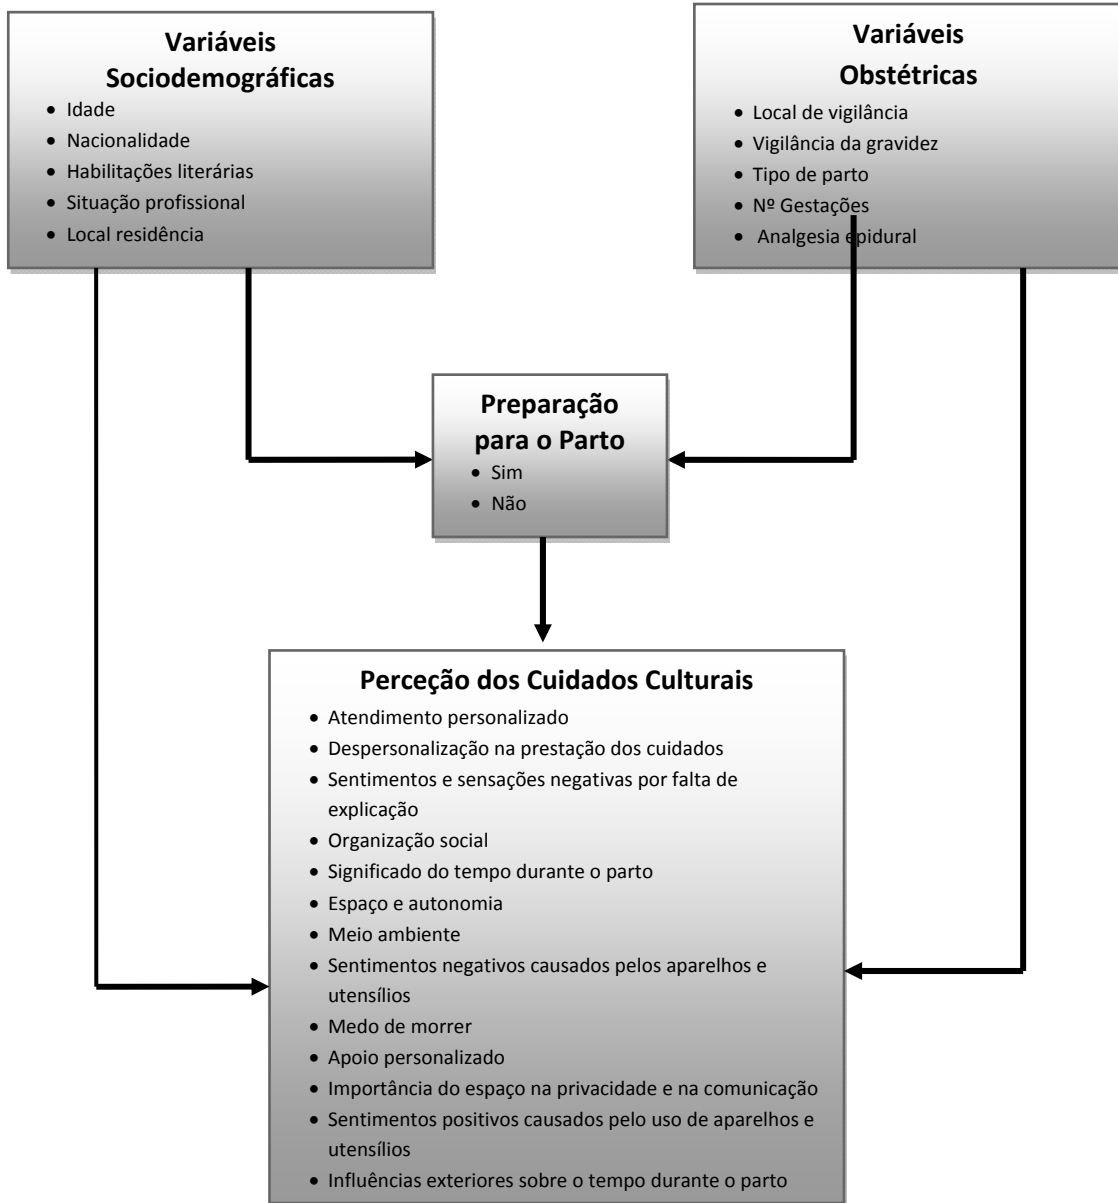 Variáveis
Sociodemográficas
• Idade
• Nacionalidade
• Habilitações literárias
• Situação profissional
• Local residência
Variáveis
Obstétricas
• Local de vigilância
• Vigilância da gravidez
• Tipo de parto
• Nº Gestações
• Analgesia epidural
Preparação
para o Parto
• Sim
• Não
Perceção dos Cuidados Culturais
• Atendimento personalizado
• Despersonalização na prestação dos cuidados
• Sentimentos e sensações negativas por falta de
explicação
• Organização social
• Significado do tempo durante o parto
• Espaço e autonomia
• Meio ambiente
• Sentimentos negativos causados pelos aparelhos e
utensílios
• Medo de morrer
• Apoio personalizado
• Importância do espaço na privacidade e na comunicação
• Sentimentos positivos causados pelo uso de aparelhos e
utensílios
• Influências exteriores sobre o tempo durante o parto